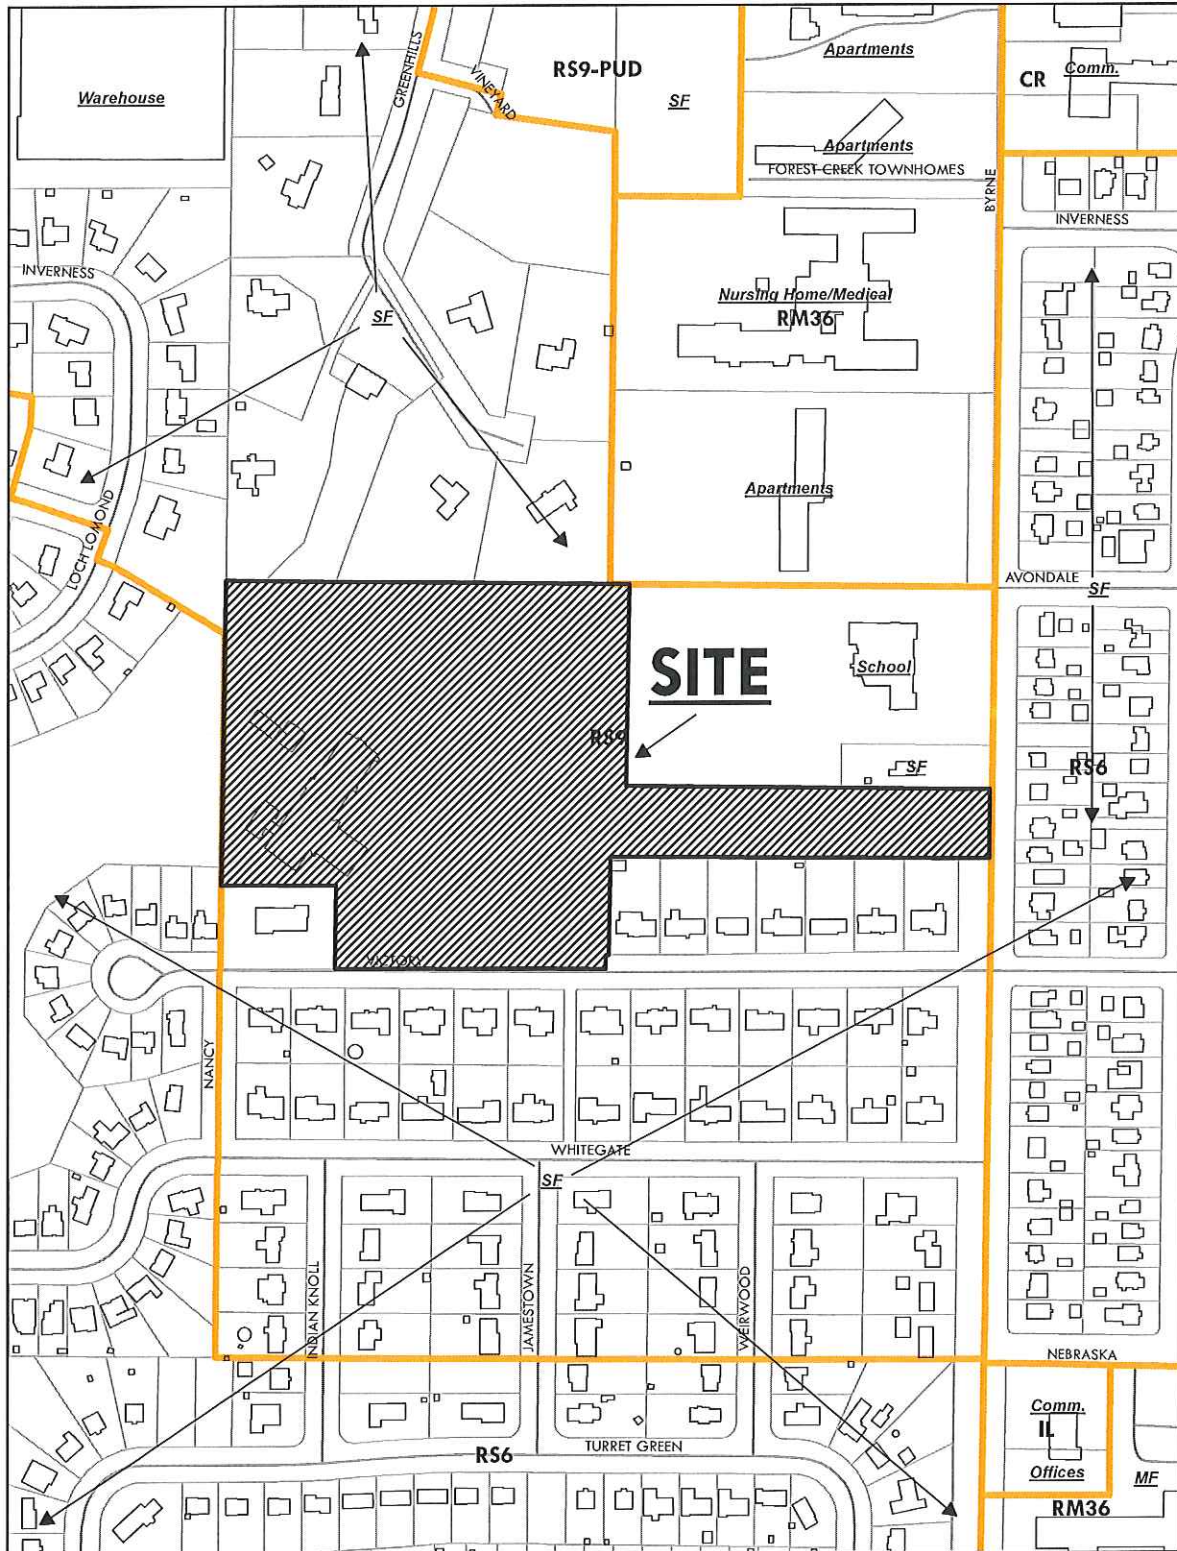 GREENHILLS
VINEYARD
RS9-PUD
SF
Apartments
CR
Comm.
Warehouse
Apartments
FOREST CREEK TOWNHOMES
BYRNE
INVERNESS
INVERNESS
SF
Nursing Home/Medical
RM36
Apartments
LOCH LOMOND
AVONDALE
SF
SITE
School
RS9
SF
RS6
VICTORY
NANCY
WHITEGATE
SF
INDIAN KNOLL
JAMESTOWN
WEIRWOOD
NEBRASKA
TURRET GREEN
RS6
Comm.
IL
Offices
MF
RM36